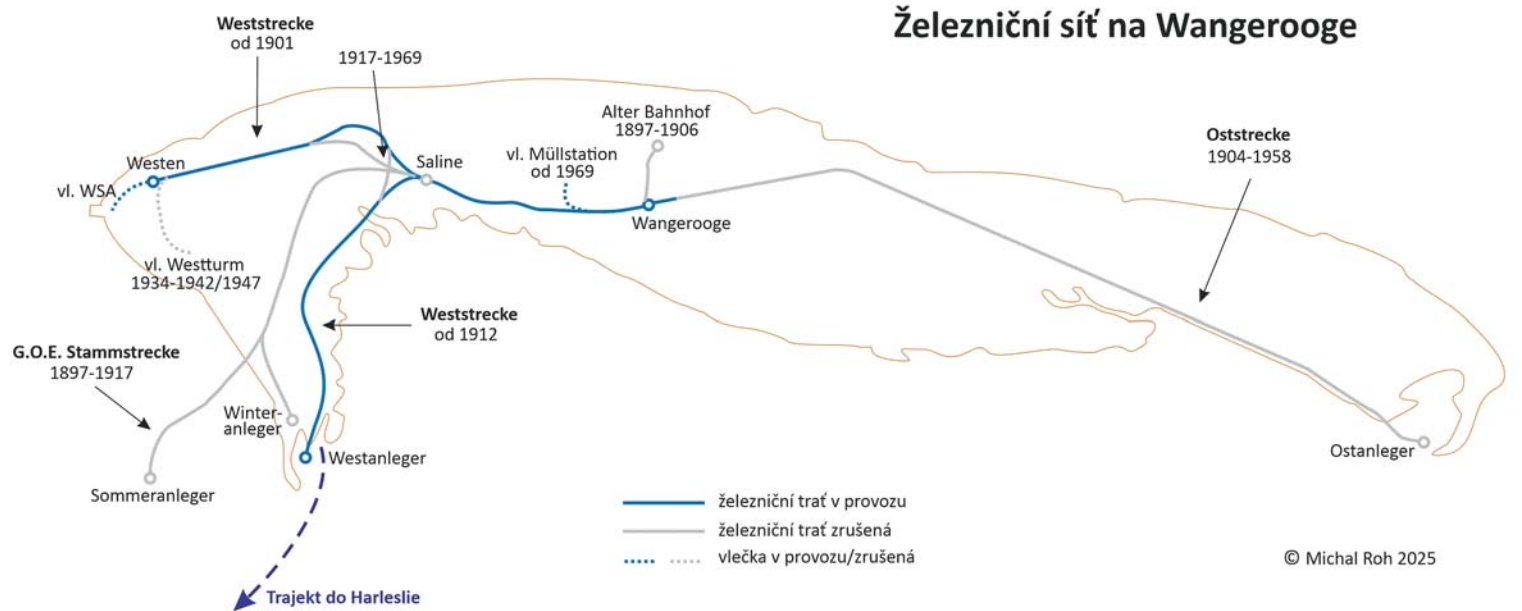 Železniční síť na Wangerooge
Weststrecke
od 1901
1917-1969
Alter Bahnhof
1897-1906
Oststrecke
1904-1958
vl. Müllstation
od 1969
Westen
Saline
vl. WSA
Wangerooge
vl. Westturm
1934-1942/1947
Weststrecke
od 1912
G.O.E. Stammstrecke
1897-1917
Winter-
anleger
Westanleger
Sommeranleger
Ostanleger
železniční trať v provozu
železniční trať zrušená
vlečka v provozu/zrušená
© Michal Roh 2025
Trajekt do Harleslie